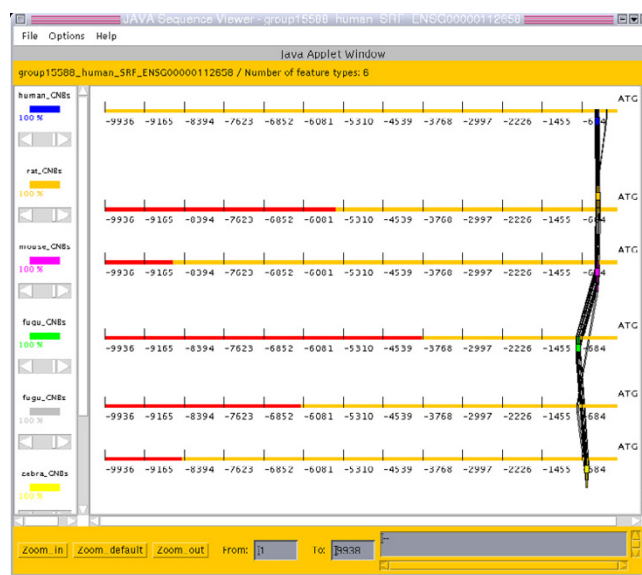 JAVA Sequence Viewer - group15588_human_SRF_ENSG00000112658
File Options Help
Java Applet Window
group15588_human_SRF_ENSG00000112658 / Number of feature types: 6
human_CNBs
100 %
rat_CNBs
100 %
mouse_CNBs
100 %
fugu_CNBs
100 %
fugu_CNBs
100 %
zebra_CNBs
100 %
ATG
-9936 -9165 -8394 -7623 -6852 -6081 -5310 -4539 -3768 -2997 -2226 -1455 -684
ATG
-9936 -9165 -8394 -7623 -6852 -6081 -5310 -4539 -3768 -2997 -2226 -1455 -684
ATG
-9936 -9165 -8394 -7623 -6852 -6081 -5310 -4539 -3768 -2997 -2226 -1455 -684
ATG
-9936 -9165 -8394 -7623 -6852 -6081 -5310 -4539 -3768 -2997 -2226 -1455 -684
ATG
-9936 -9165 -8394 -7623 -6852 -6081 -5310 -4539 -3768 -2997 -2226 -1455 -684
ATG
-9936 -9165 -8394 -7623 -6852 -6081 -5310 -4539 -3768 -2997 -2226 -1455 -684
Zoom_in Zoom_default Zoom_out From: 1 To: 9938 --